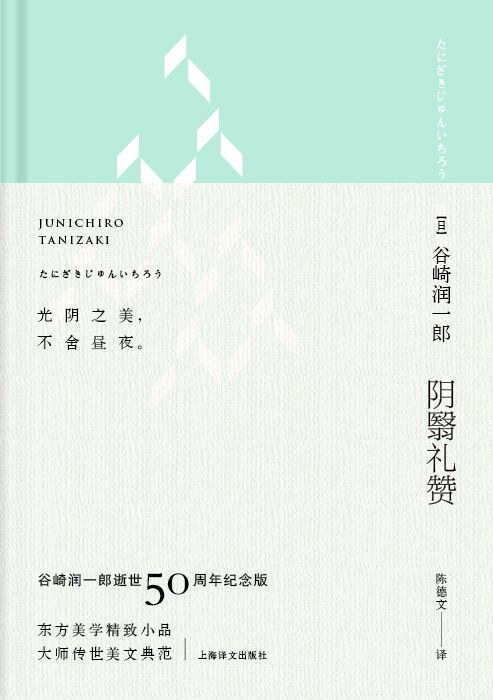 たにざきじゅんいちろう
[日]谷崎润一郎
阴翳礼赞
陈德文——译
JUNICHIRO
TANIZAKI
たにざきじゅんいちろう
光阴之美，
不舍昼夜。
谷崎润一郎逝世50周年纪念版
东方美学精致小品
大师传世美文典范
上海译文出版社